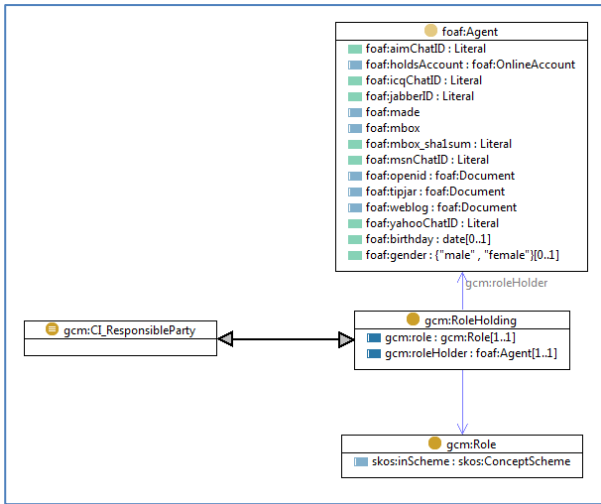 foaf:Agent
foaf:aimChatID : Literal
foaf:holdsAccount : foaf:OnlineAccount
foaf:icqChatID : Literal
foaf:jabberID : Literal
foaf:made
foaf:mbox
foaf:mbox_sha1sum : Literal
foaf:msnChatID : Literal
foaf:openid : foaf:Document
foaf:tipjar : foaf:Document
foaf:weblog : foaf:Document
foaf:yahooChatID : Literal
foaf:birthday : date[0..1]
foaf:gender : {"male" , "female"}[0..1]
gcm:roleHolder
gcm:CI_ResponsibleParty
gcm:RoleHolding
gcm:role : gcm:Role[1..1]
gcm:roleHolder : foaf:Agent[1..1]
gcm:Role
skos:inScheme : skos:ConceptScheme